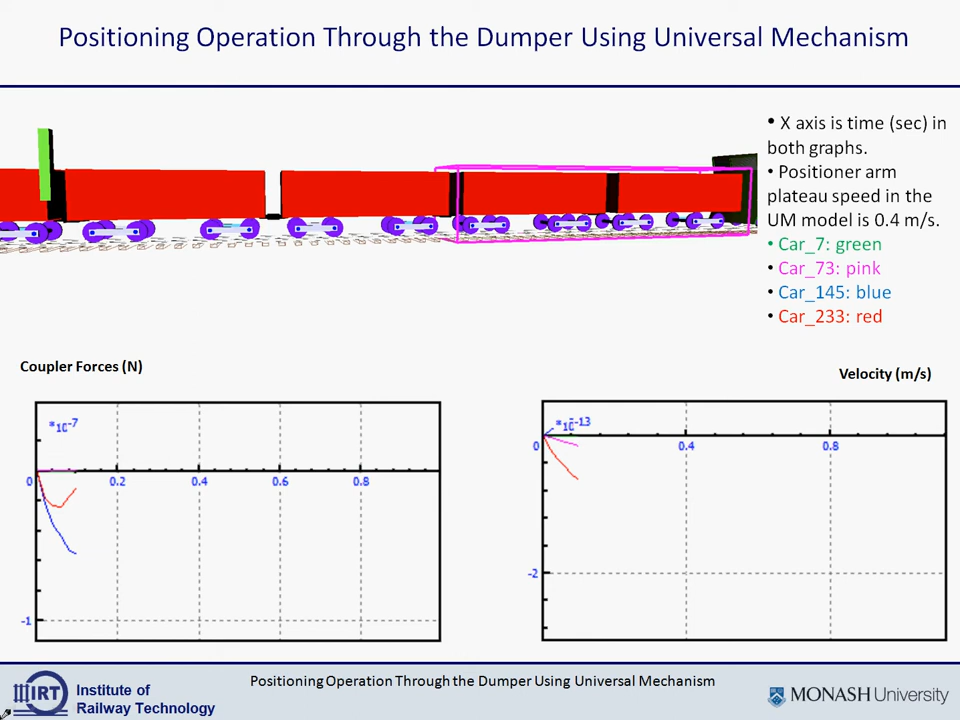 Positioning Operation Through the Dumper Using Universal Mechanism
• X axis is time (sec) in
both graphs.
• Positioner arm
plateau speed in the
UM model is 0.4 m/s.
• Car_7: green
• Car_73: pink
• Car_145: blue
• Car_233: red
Coupler Forces (N)
Velocity (m/s)
*10-7
0 0.2 0.4 0.6 0.8
-1
*10-13
0 0.4 0.8
-2
Positioning Operation Through the Dumper Using Universal Mechanism
IRT
Institute of
Railway Technology
MONASH University